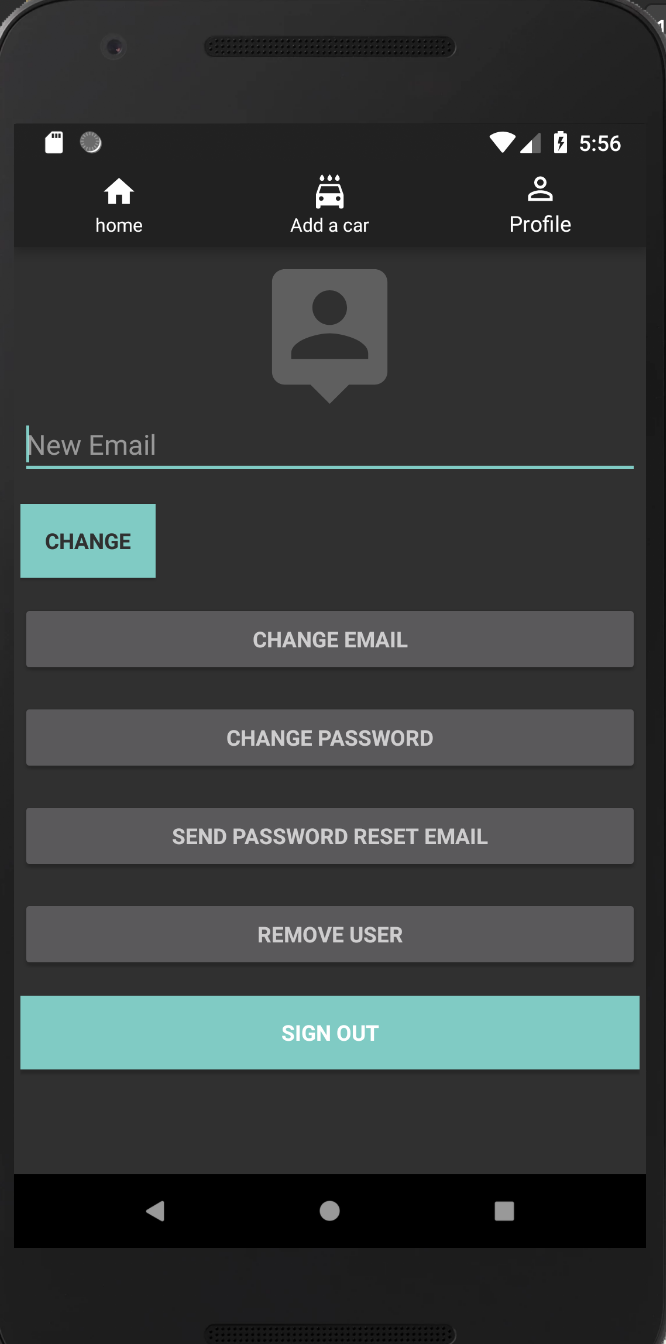 1
5:56
home
Add a car
Profile
New Email
CHANGE
CHANGE EMAIL
CHANGE PASSWORD
SEND PASSWORD RESET EMAIL
REMOVE USER
SIGN OUT